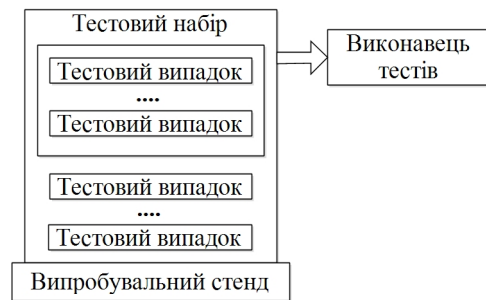 Тестовий набір
Тестовий випадок
....
Тестовий випадок
Тестовий випадок
....
Тестовий випадок
Випробувальний стенд
Виконавець
тестів